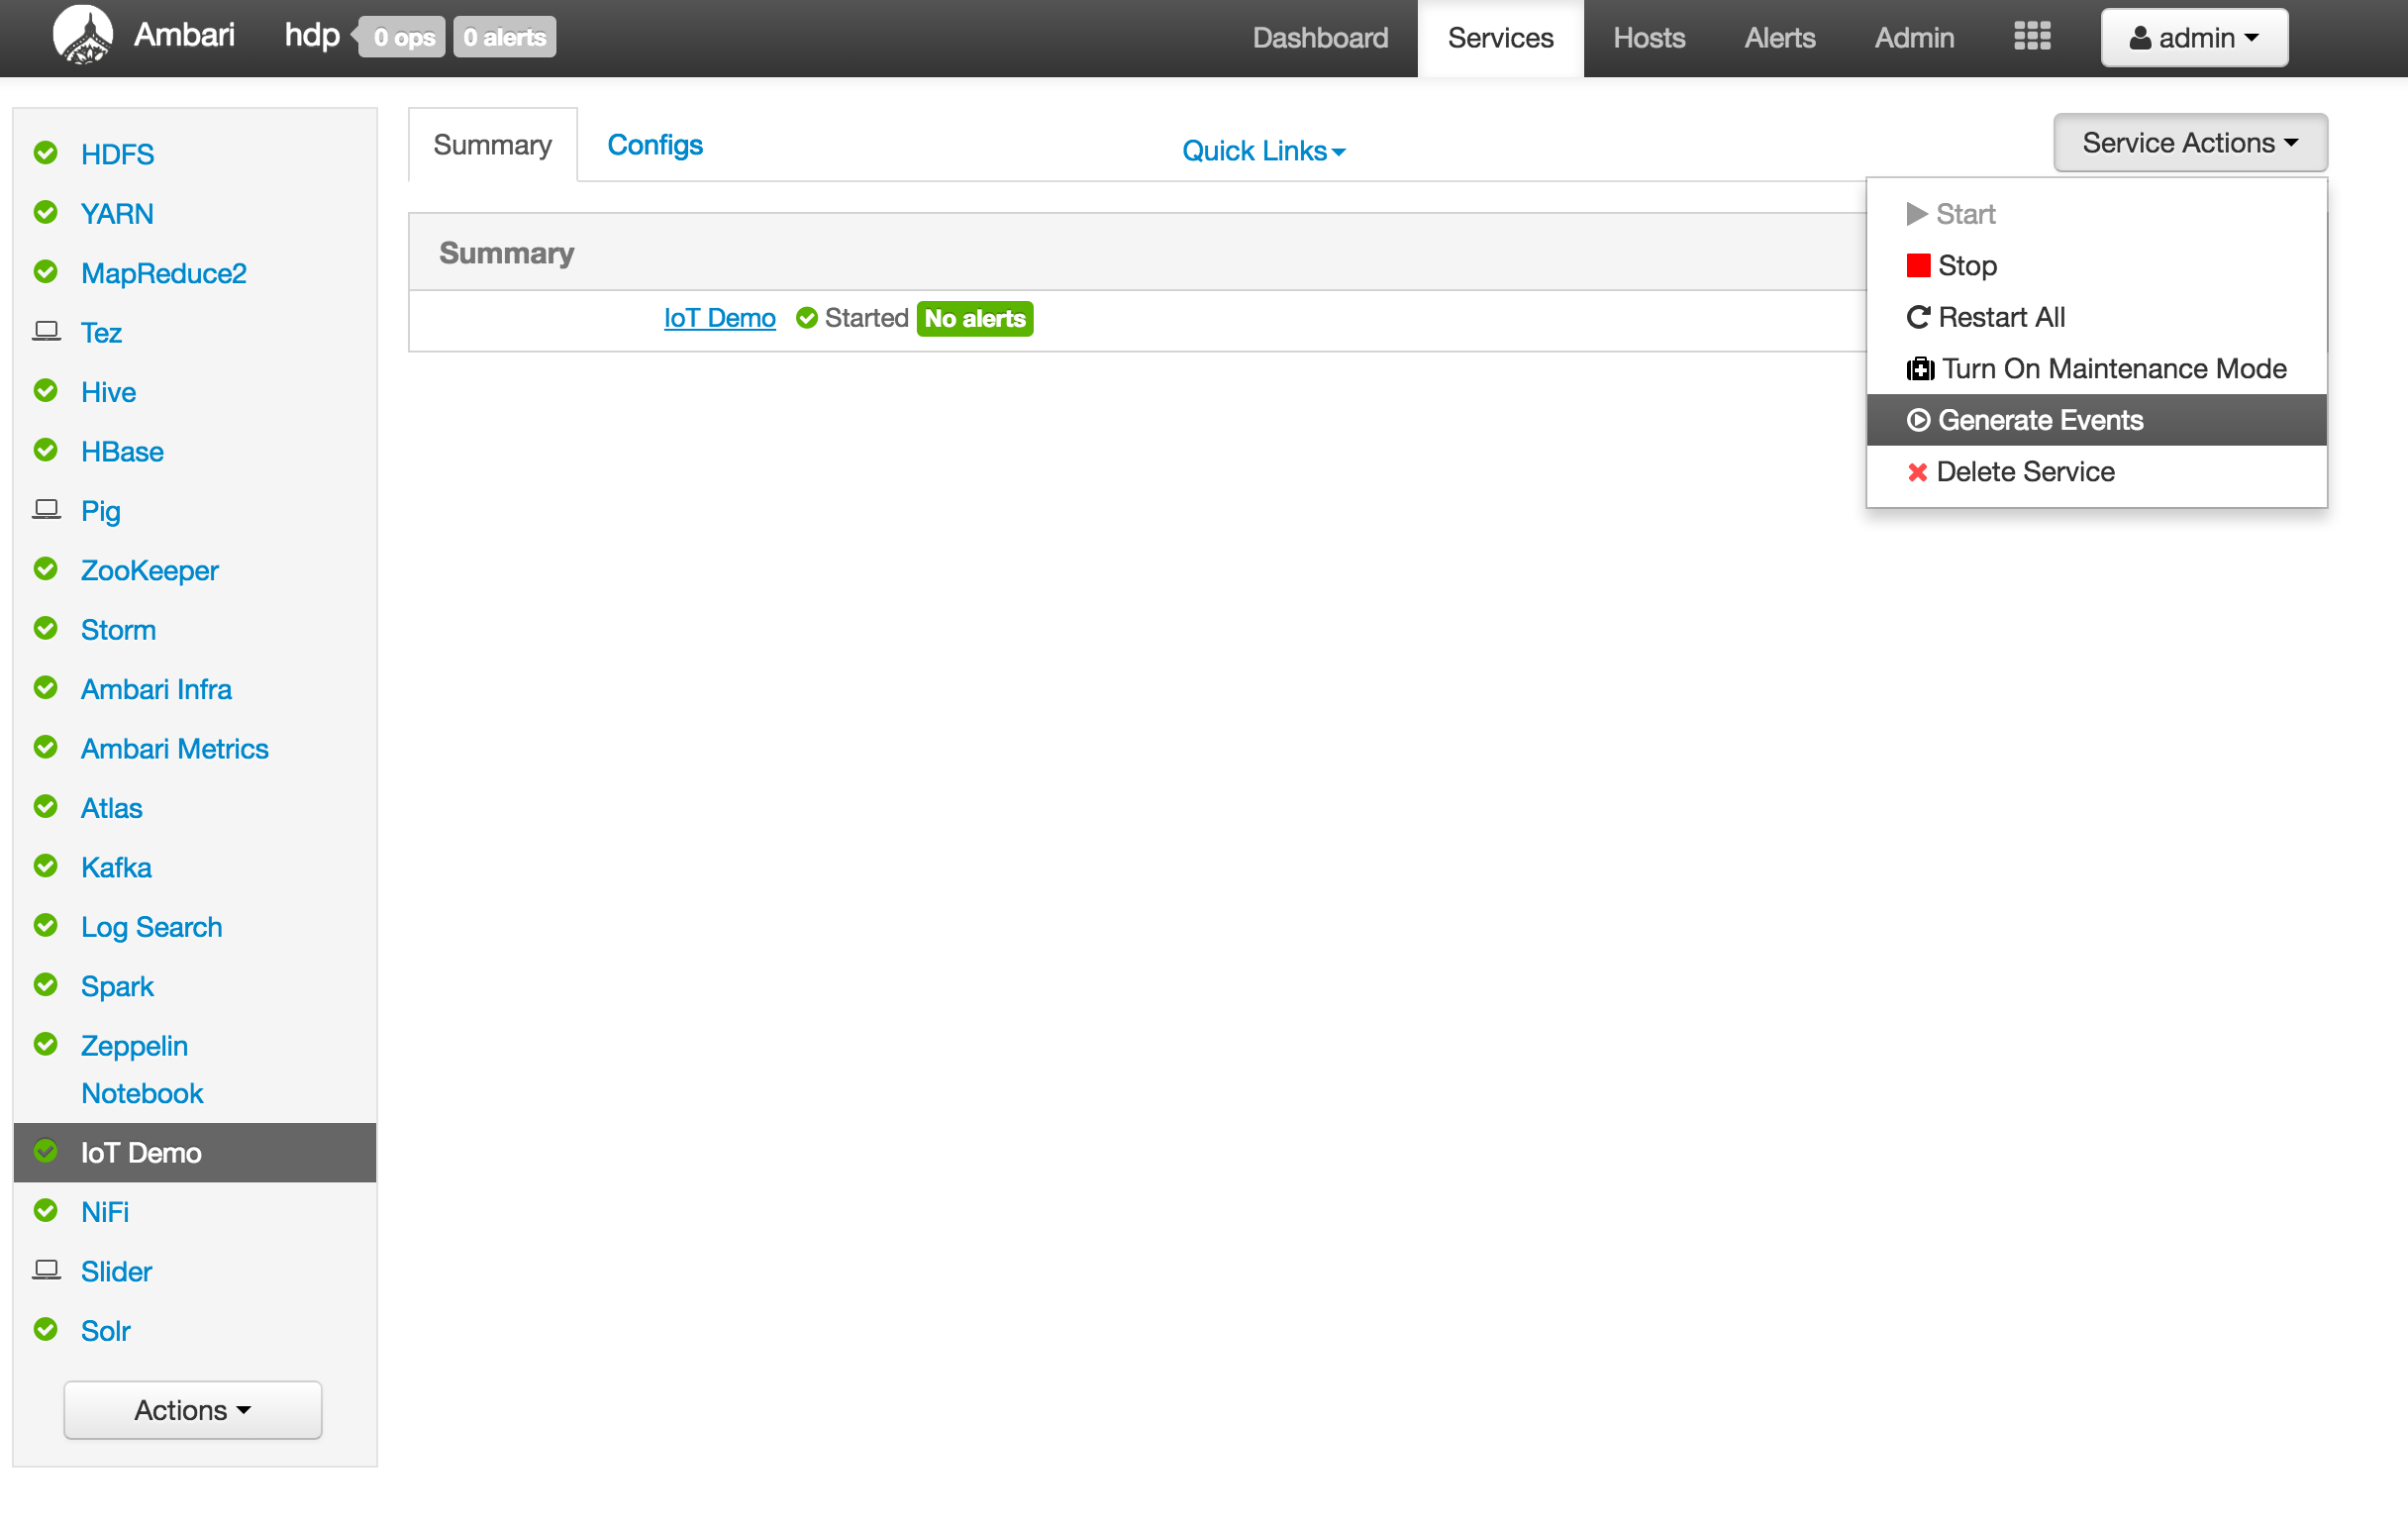 Ambari hdp 0 ops 0 alerts Dashboard Services Hosts Alerts Admin admin
HDFS
YARN
MapReduce2
Tez
Hive
HBase
Pig
ZooKeeper
Storm
Ambari Infra
Ambari Metrics
Atlas
Kafka
Log Search
Spark
Zeppelin
Notebook
IoT Demo
NiFi
Slider
Solr
Actions
Summary Configs Quick Links Service Actions
Summary
IoT Demo Started No alerts
Start
Stop
Restart All
Turn On Maintenance Mode
Generate Events
Delete Service